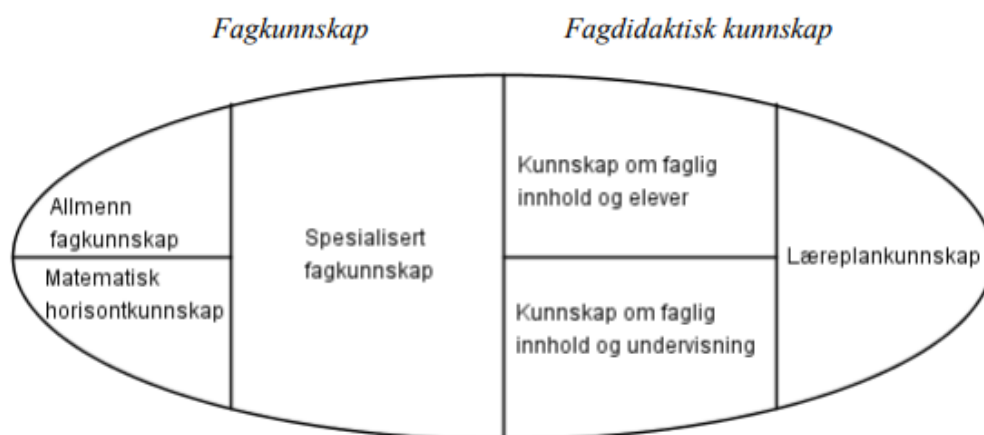 Fagkunnskap
Fagdidaktisk kunnskap
Allmenn
fagkunnskap
Matematisk
horisontkunnskap
Spesialisert
fagkunnskap
Kunnskap om faglig
innhold og elever
Kunnskap om faglig
innhold og undervisning
Læreplankunnskap